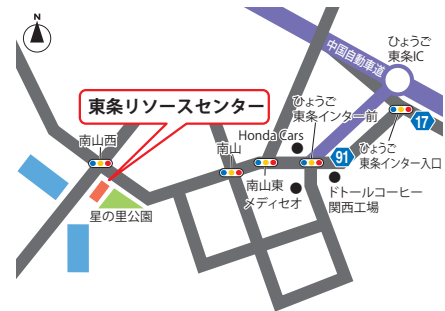 N
中国自動車道
ひょうご
東条IC
東条リソースセンター
ひょうご
東条インター前
17
Honda Cars
南山西
南山
91
ひょうご
東条インター入口
南山東
メディセオ
ドトールコーヒー
関西工場
星の里公園